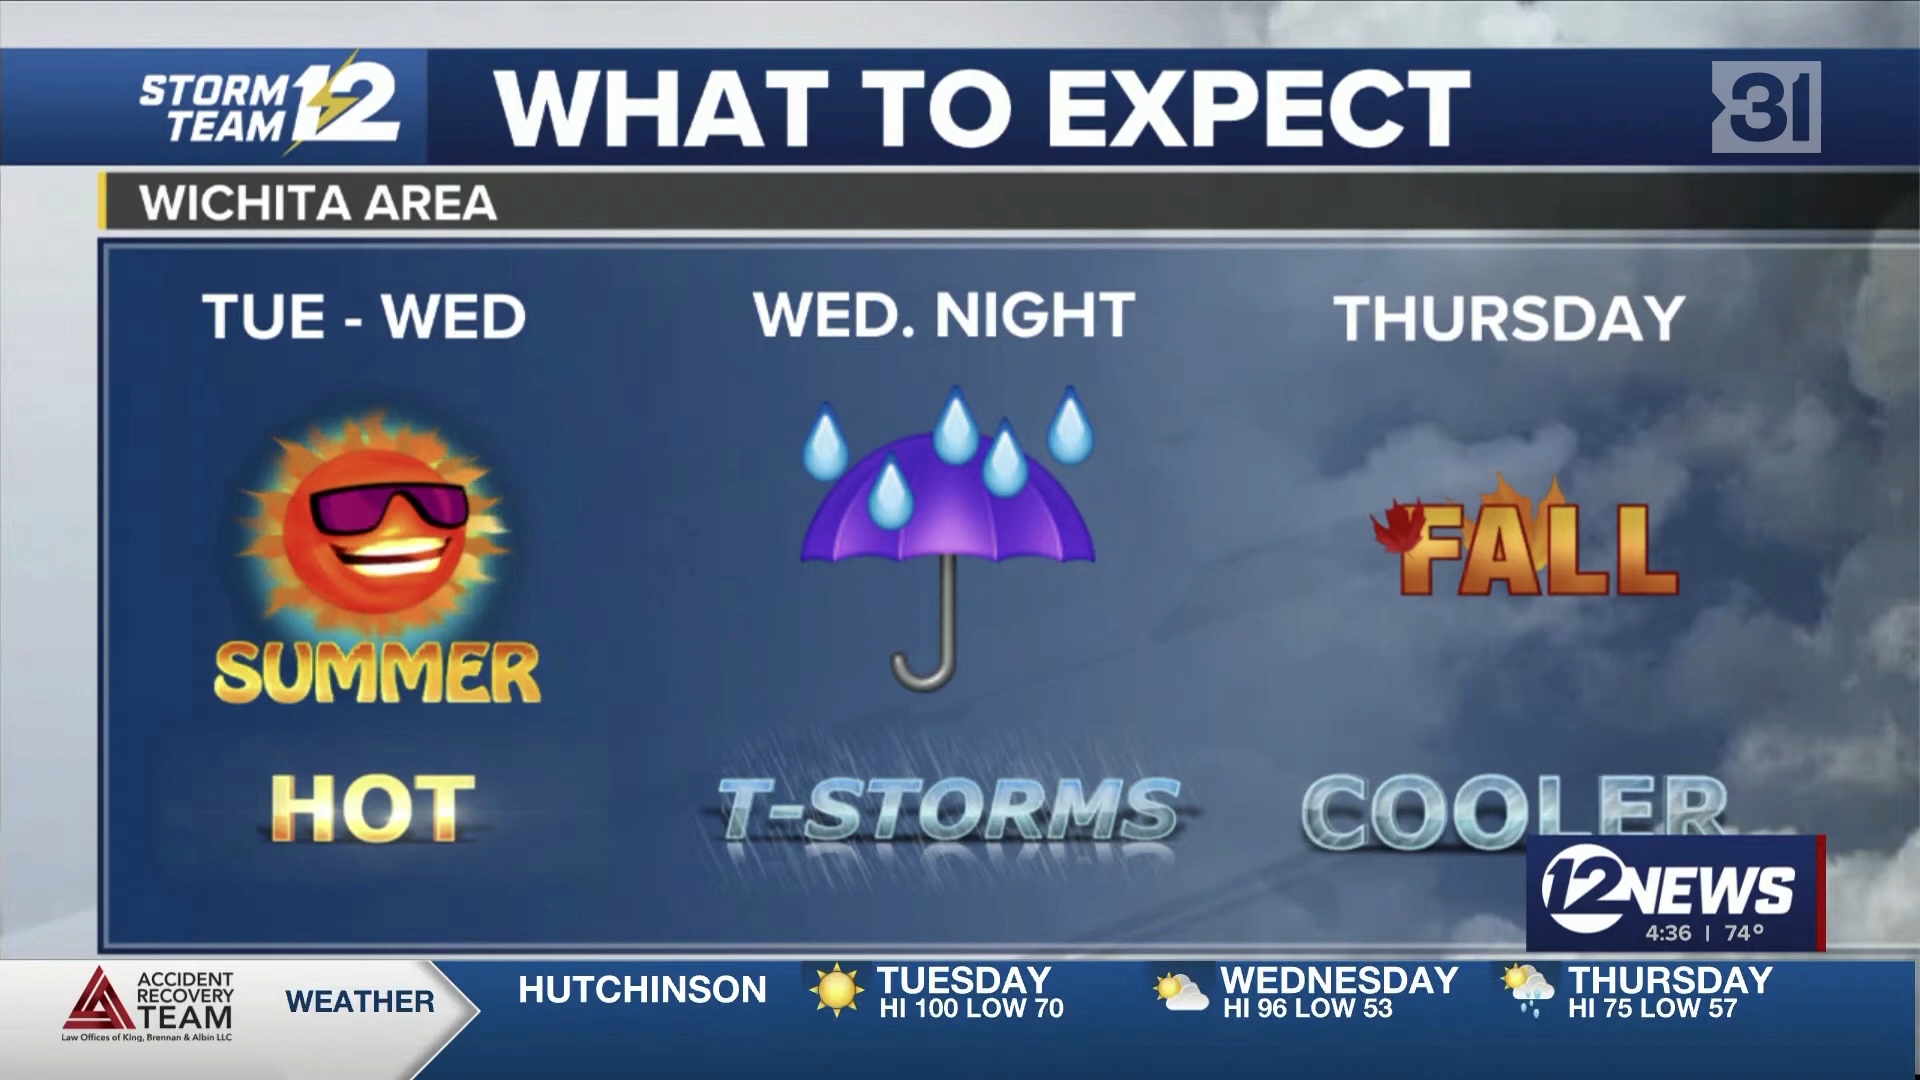 STORM TEAM 12
WHAT TO EXPECT
31
WICHITA AREA
TUE - WED
WED. NIGHT
THURSDAY
SUMMER
FALL
HOT
T-STORMS
COOLER
12 NEWS
4:36 | 74°
ACCIDENT
RECOVERY
TEAM
Law Offices of King, Brennan & Albin LLC
WEATHER
HUTCHINSON
TUESDAY
HI 100 LOW 70
WEDNESDAY
HI 96 LOW 53
THURSDAY
HI 75 LOW 57